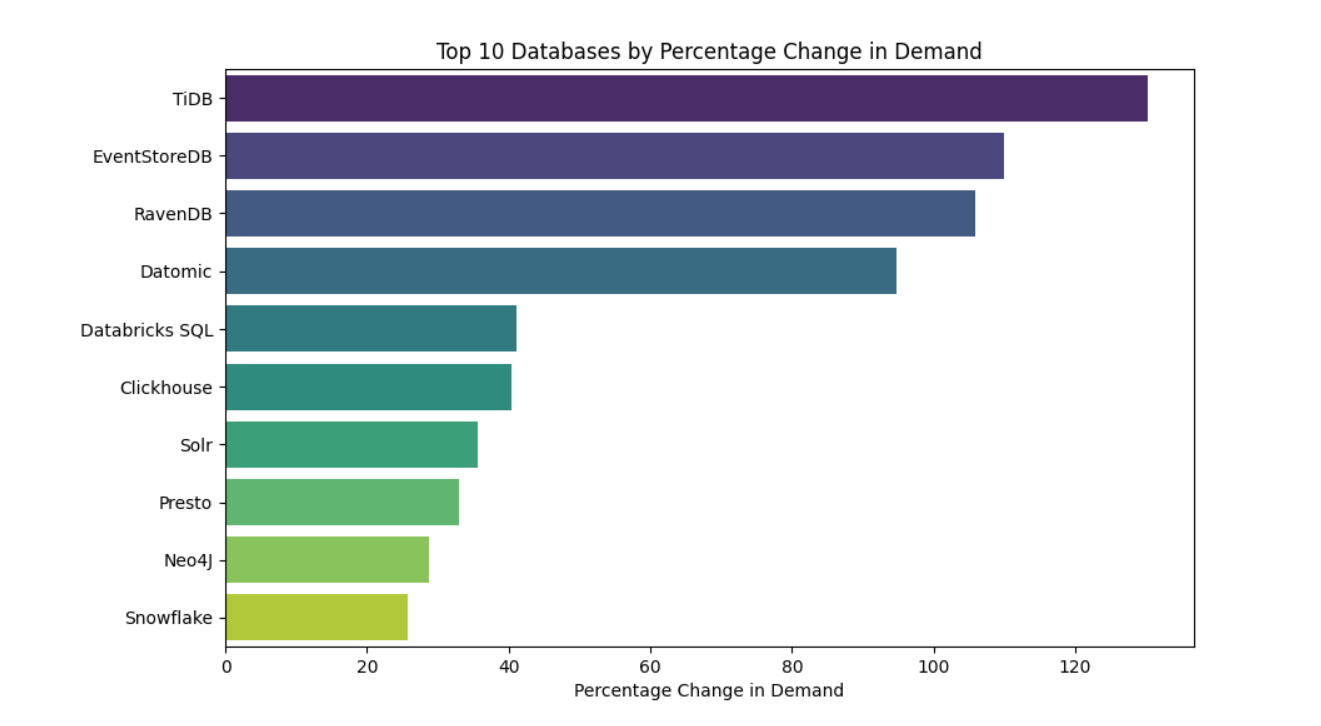 Top 10 Databases by Percentage Change in Demand
TiDB
EventStoreDB
RavenDB
Datomic
Databricks SQL
Clickhouse
Solr
Presto
Neo4J
Snowflake
0 20 40 60 80 100 120
Percentage Change in Demand